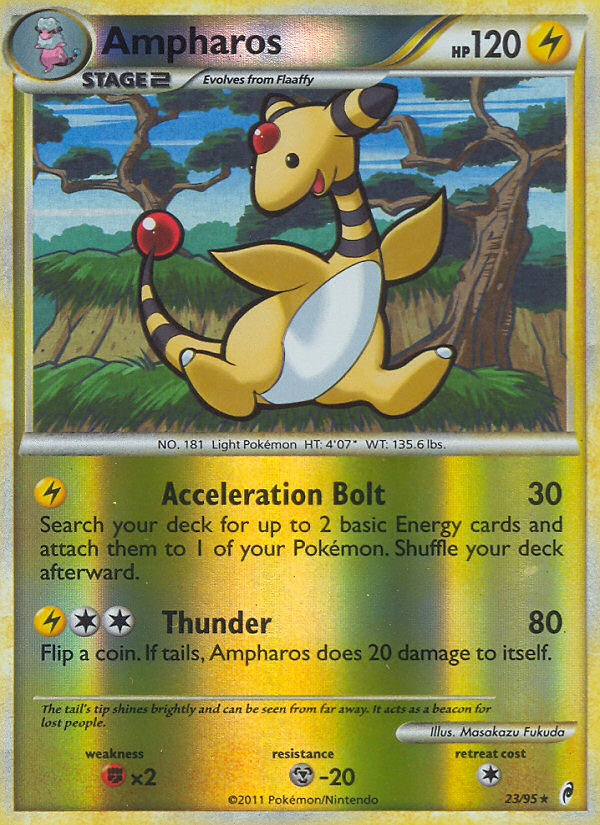 Ampharos
HP 120
STAGE 2
Evolves from Flaaffy
NO. 181 Light Pokémon HT: 4'07" WT: 135.6 lbs.
Acceleration Bolt 30
Search your deck for up to 2 basic Energy cards and
attach them to 1 of your Pokémon. Shuffle your deck
afterward.
Thunder 80
Flip a coin. If tails, Ampharos does 20 damage to itself.
The tail's tip shines brightly and can be seen from far away. It acts as a beacon for
lost people.
Illus. Masakazu Fukuda
weakness resistance retreat cost
×2 -20
©2011 Pokémon/Nintendo 23/95 ★